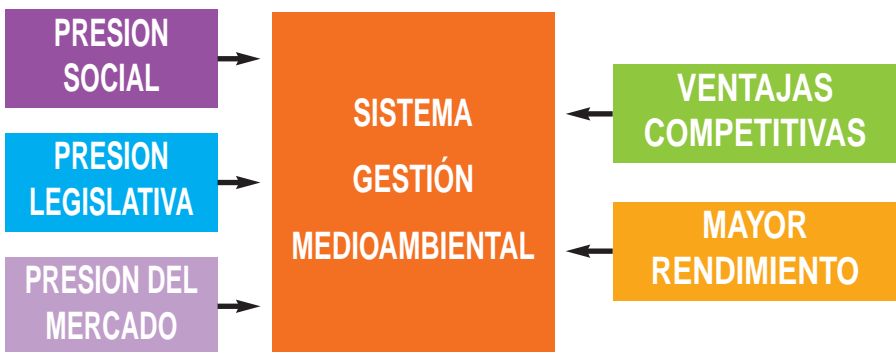 PRESION
SOCIAL
PRESION
LEGISLATIVA
PRESION DEL
MERCADO
SISTEMA
GESTIÓN
MEDIOAMBIENTAL
VENTAJAS
COMPETITIVAS
MAYOR
RENDIMIENTO